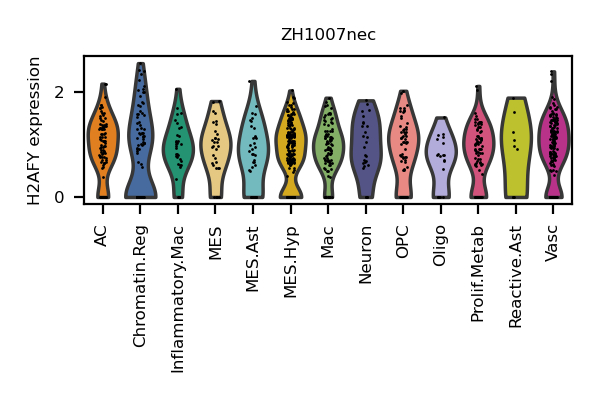 ZH1007nec
H2AFY expression
2
0
AC
Chromatin.Reg
Inflammatory.Mac
MES
MES.Ast
MES.Hyp
Mac
Neuron
OPC
Oligo
Prolif.Metab
Reactive.Ast
Vasc